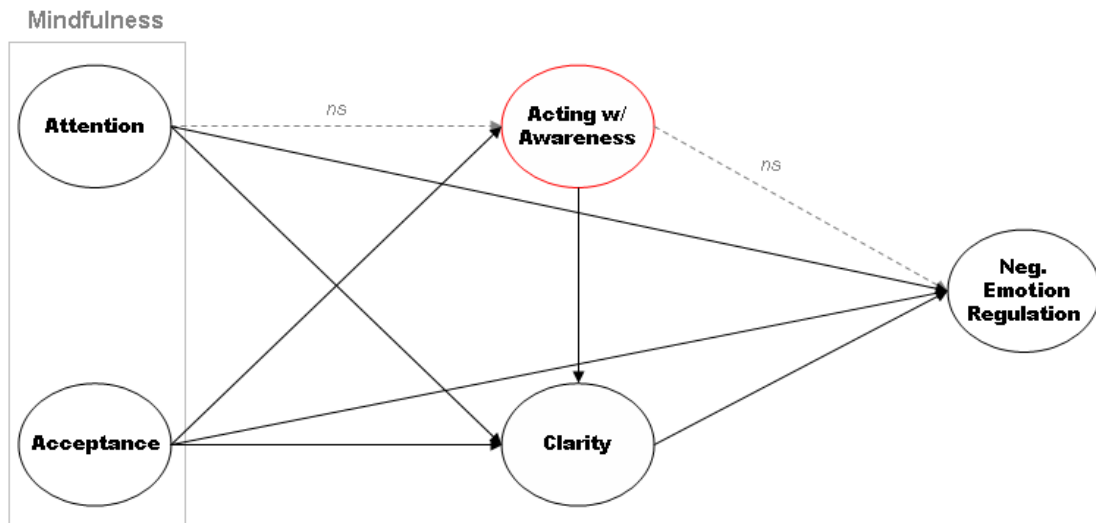 Mindfulness
Attention
ns
Acting w/
Awareness
ns
Neg.
Emotion
Regulation
Acceptance
Clarity